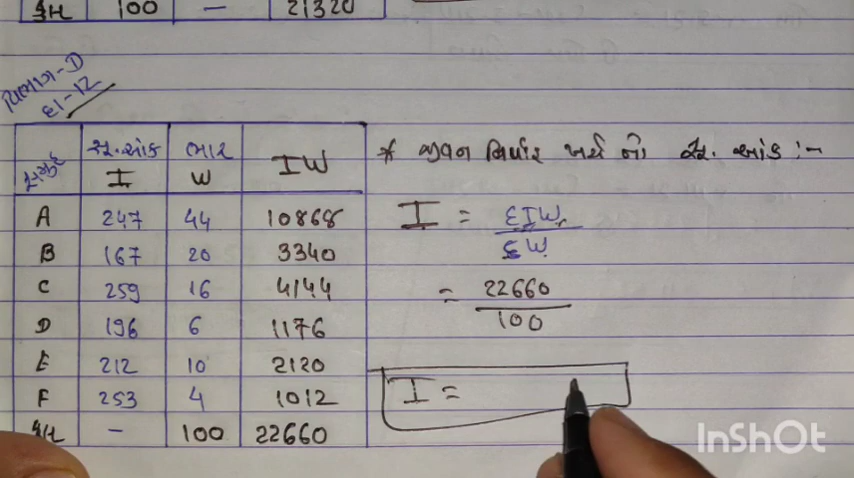 કુલ 100 — 21320
વિભાગ-D
દા-12
સમૂહ સૂ.આંક I ભાર W IW
A 247 44 10868
B 167 20 3340
C 259 16 4144
D 196 6 1176
E 212 10 2120
F 253 4 1012
કુલ — 100 22660
* જીવન નિર્વાહ ખર્ચ નો સૂ. આંક :-
I = ΣIW
ΣW
= 22660
100
I =
InShOt